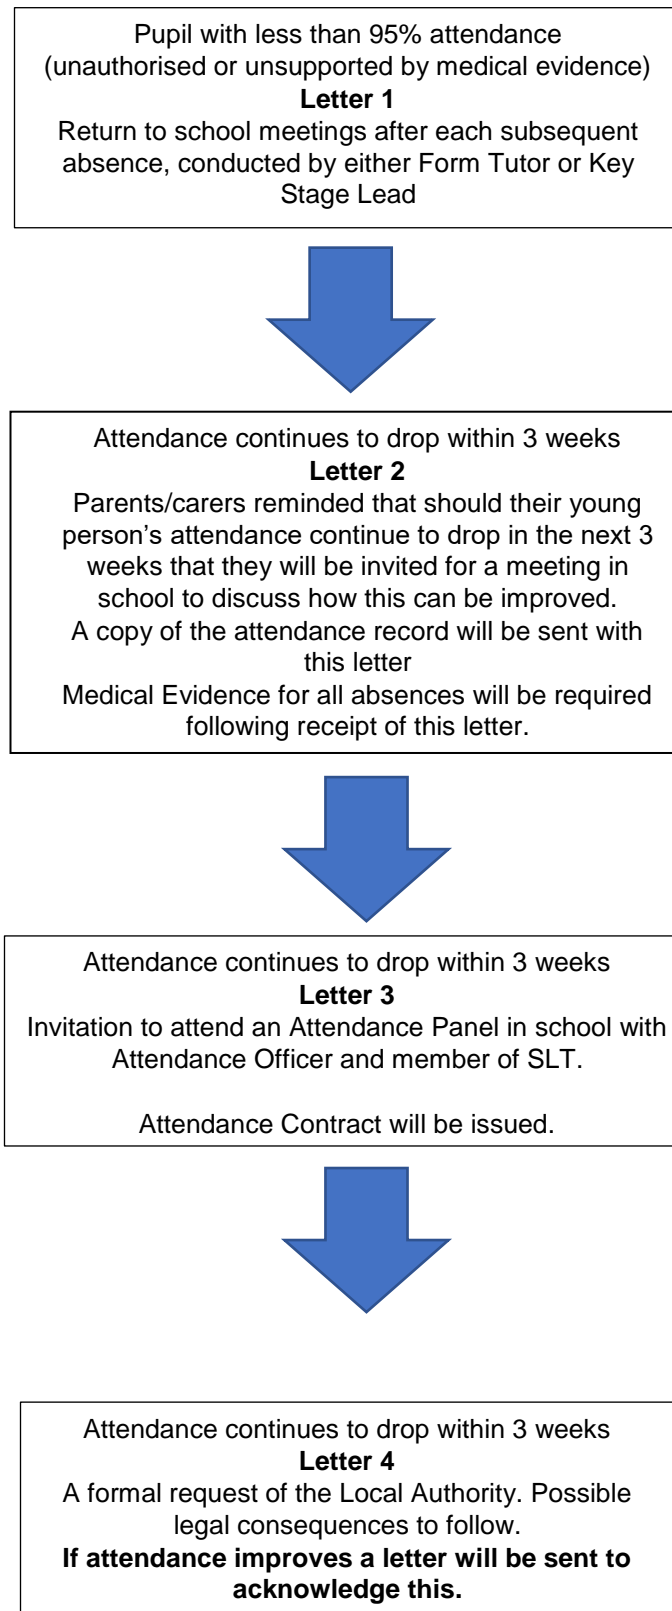 Pupil with less than 95% attendance
(unauthorised or unsupported by medical evidence)
Letter 1
Return to school meetings after each subsequent
absence, conducted by either Form Tutor or Key
Stage Lead
Attendance continues to drop within 3 weeks
Letter 2
Parents/carers reminded that should their young
person’s attendance continue to drop in the next 3
weeks that they will be invited for a meeting in
school to discuss how this can be improved.
A copy of the attendance record will be sent with
this letter
Medical Evidence for all absences will be required
following receipt of this letter.
Attendance continues to drop within 3 weeks
Letter 3
Invitation to attend an Attendance Panel in school with
Attendance Officer and member of SLT.
Attendance Contract will be issued.
Attendance continues to drop within 3 weeks
Letter 4
A formal request of the Local Authority. Possible
legal consequences to follow.
If attendance improves a letter will be sent to
acknowledge this.